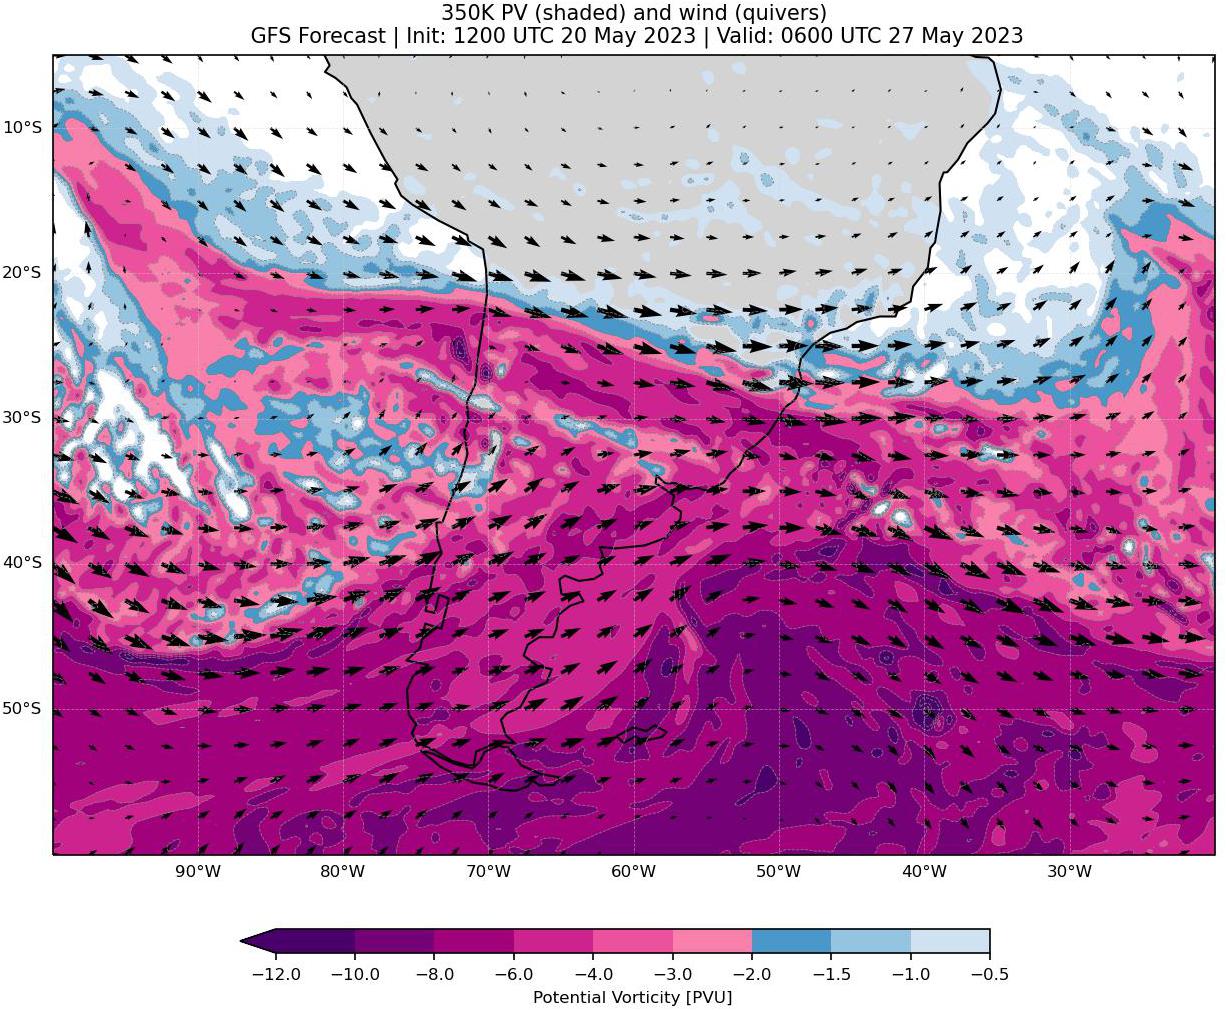 350K PV (shaded) and wind (quivers)
GFS Forecast | Init: 1200 UTC 20 May 2023 | Valid: 0600 UTC 27 May 2023
10°S
20°S
30°S
40°S
50°S
90°W 80°W 70°W 60°W 50°W 40°W 30°W
−12.0 −10.0 −8.0 −6.0 −4.0 −3.0 −2.0 −1.5 −1.0 −0.5
Potential Vorticity [PVU]